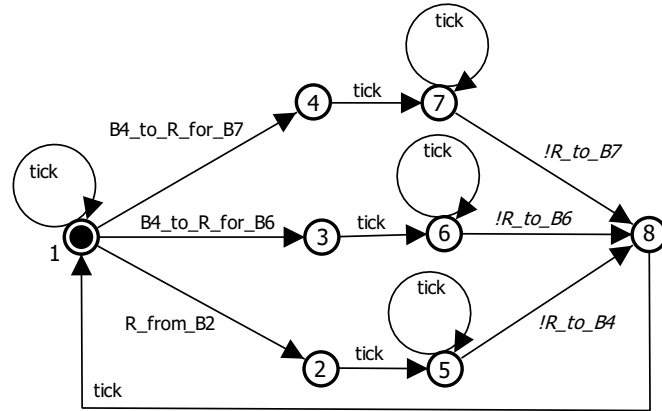 tick
4
tick
7
B4_to_R_for_B7
!R_to_B7
tick
tick
1
B4_to_R_for_B6
3
tick
6
!R_to_B6
8
tick
R_from_B2
2
tick
5
!R_to_B4
tick